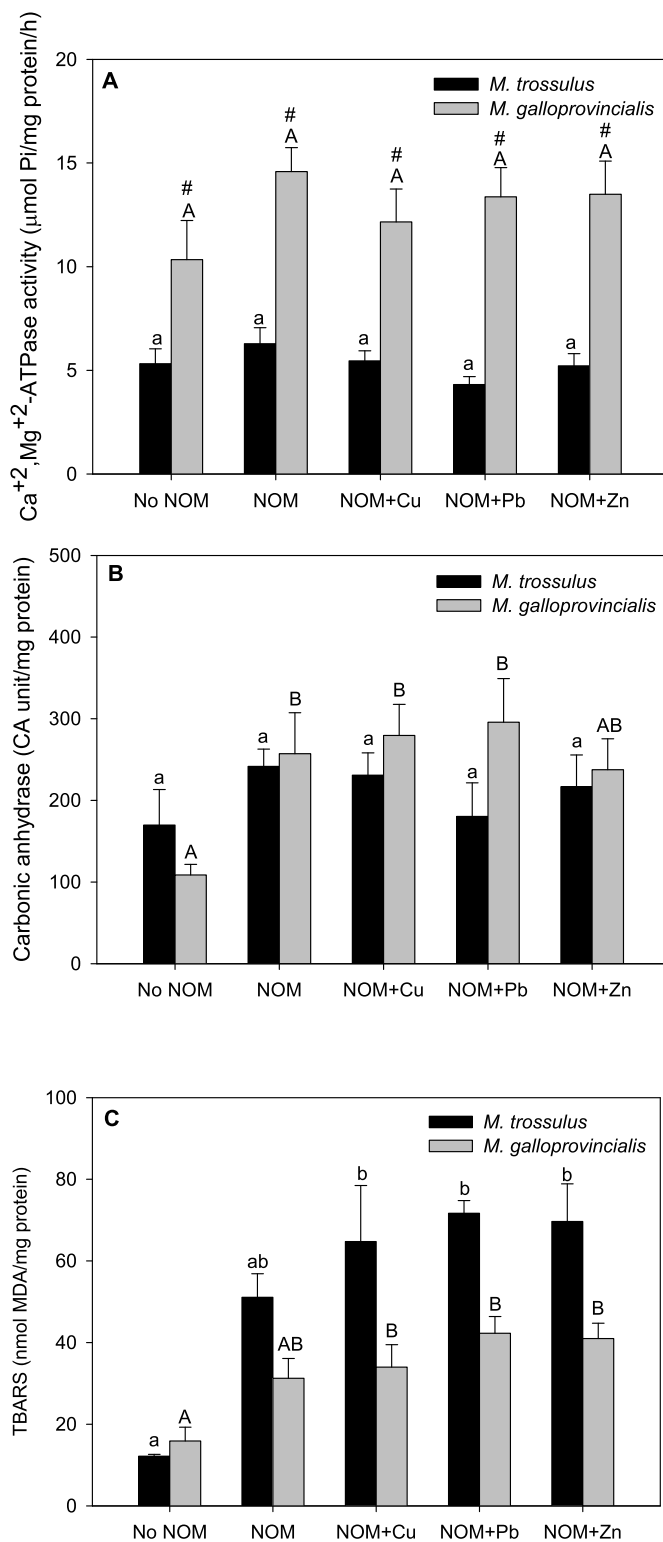 20
A
M. trossulus
M. galloprovincialis
#
A
#
A
#
A
#
A
#
A
15
10
5
0
a
a
a
a
a
Ca+2,Mg+2-ATPase activity (μmol Pi/mg protein/h)
No NOM
NOM
NOM+Cu
NOM+Pb
NOM+Zn
500
B
M. trossulus
M. galloprovincialis
400
300
200
100
0
a
A
a
B
a
B
a
B
a
AB
Carbonic anhydrase (CA unit/mg protein)
No NOM
NOM
NOM+Cu
NOM+Pb
NOM+Zn
100
C
M. trossulus
M. galloprovincialis
80
60
40
20
0
a
A
ab
AB
b
B
b
B
b
B
TBARS (nmol MDA/mg protein)
No NOM
NOM
NOM+Cu
NOM+Pb
NOM+Zn